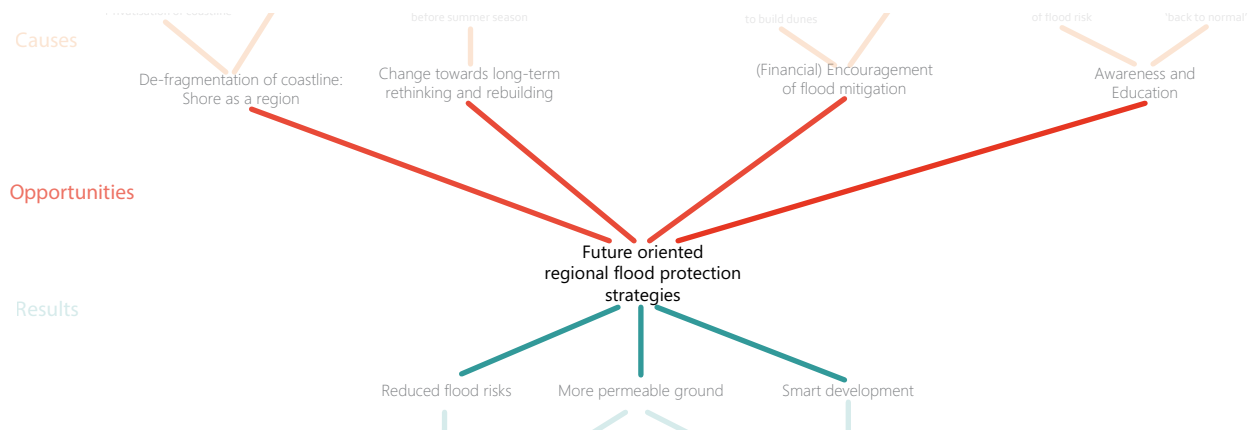 before summer season
to build dunes
of flood risk
'back to normal'
Causes
De-fragmentation of coastline:
Shore as a region
Change towards long-term
rethinking and rebuilding
(Financial) Encouragement
of flood mitigation
Awareness and
Education
Opportunities
Future oriented
regional flood protection
strategies
Results
Reduced flood risks
More permeable ground
Smart development